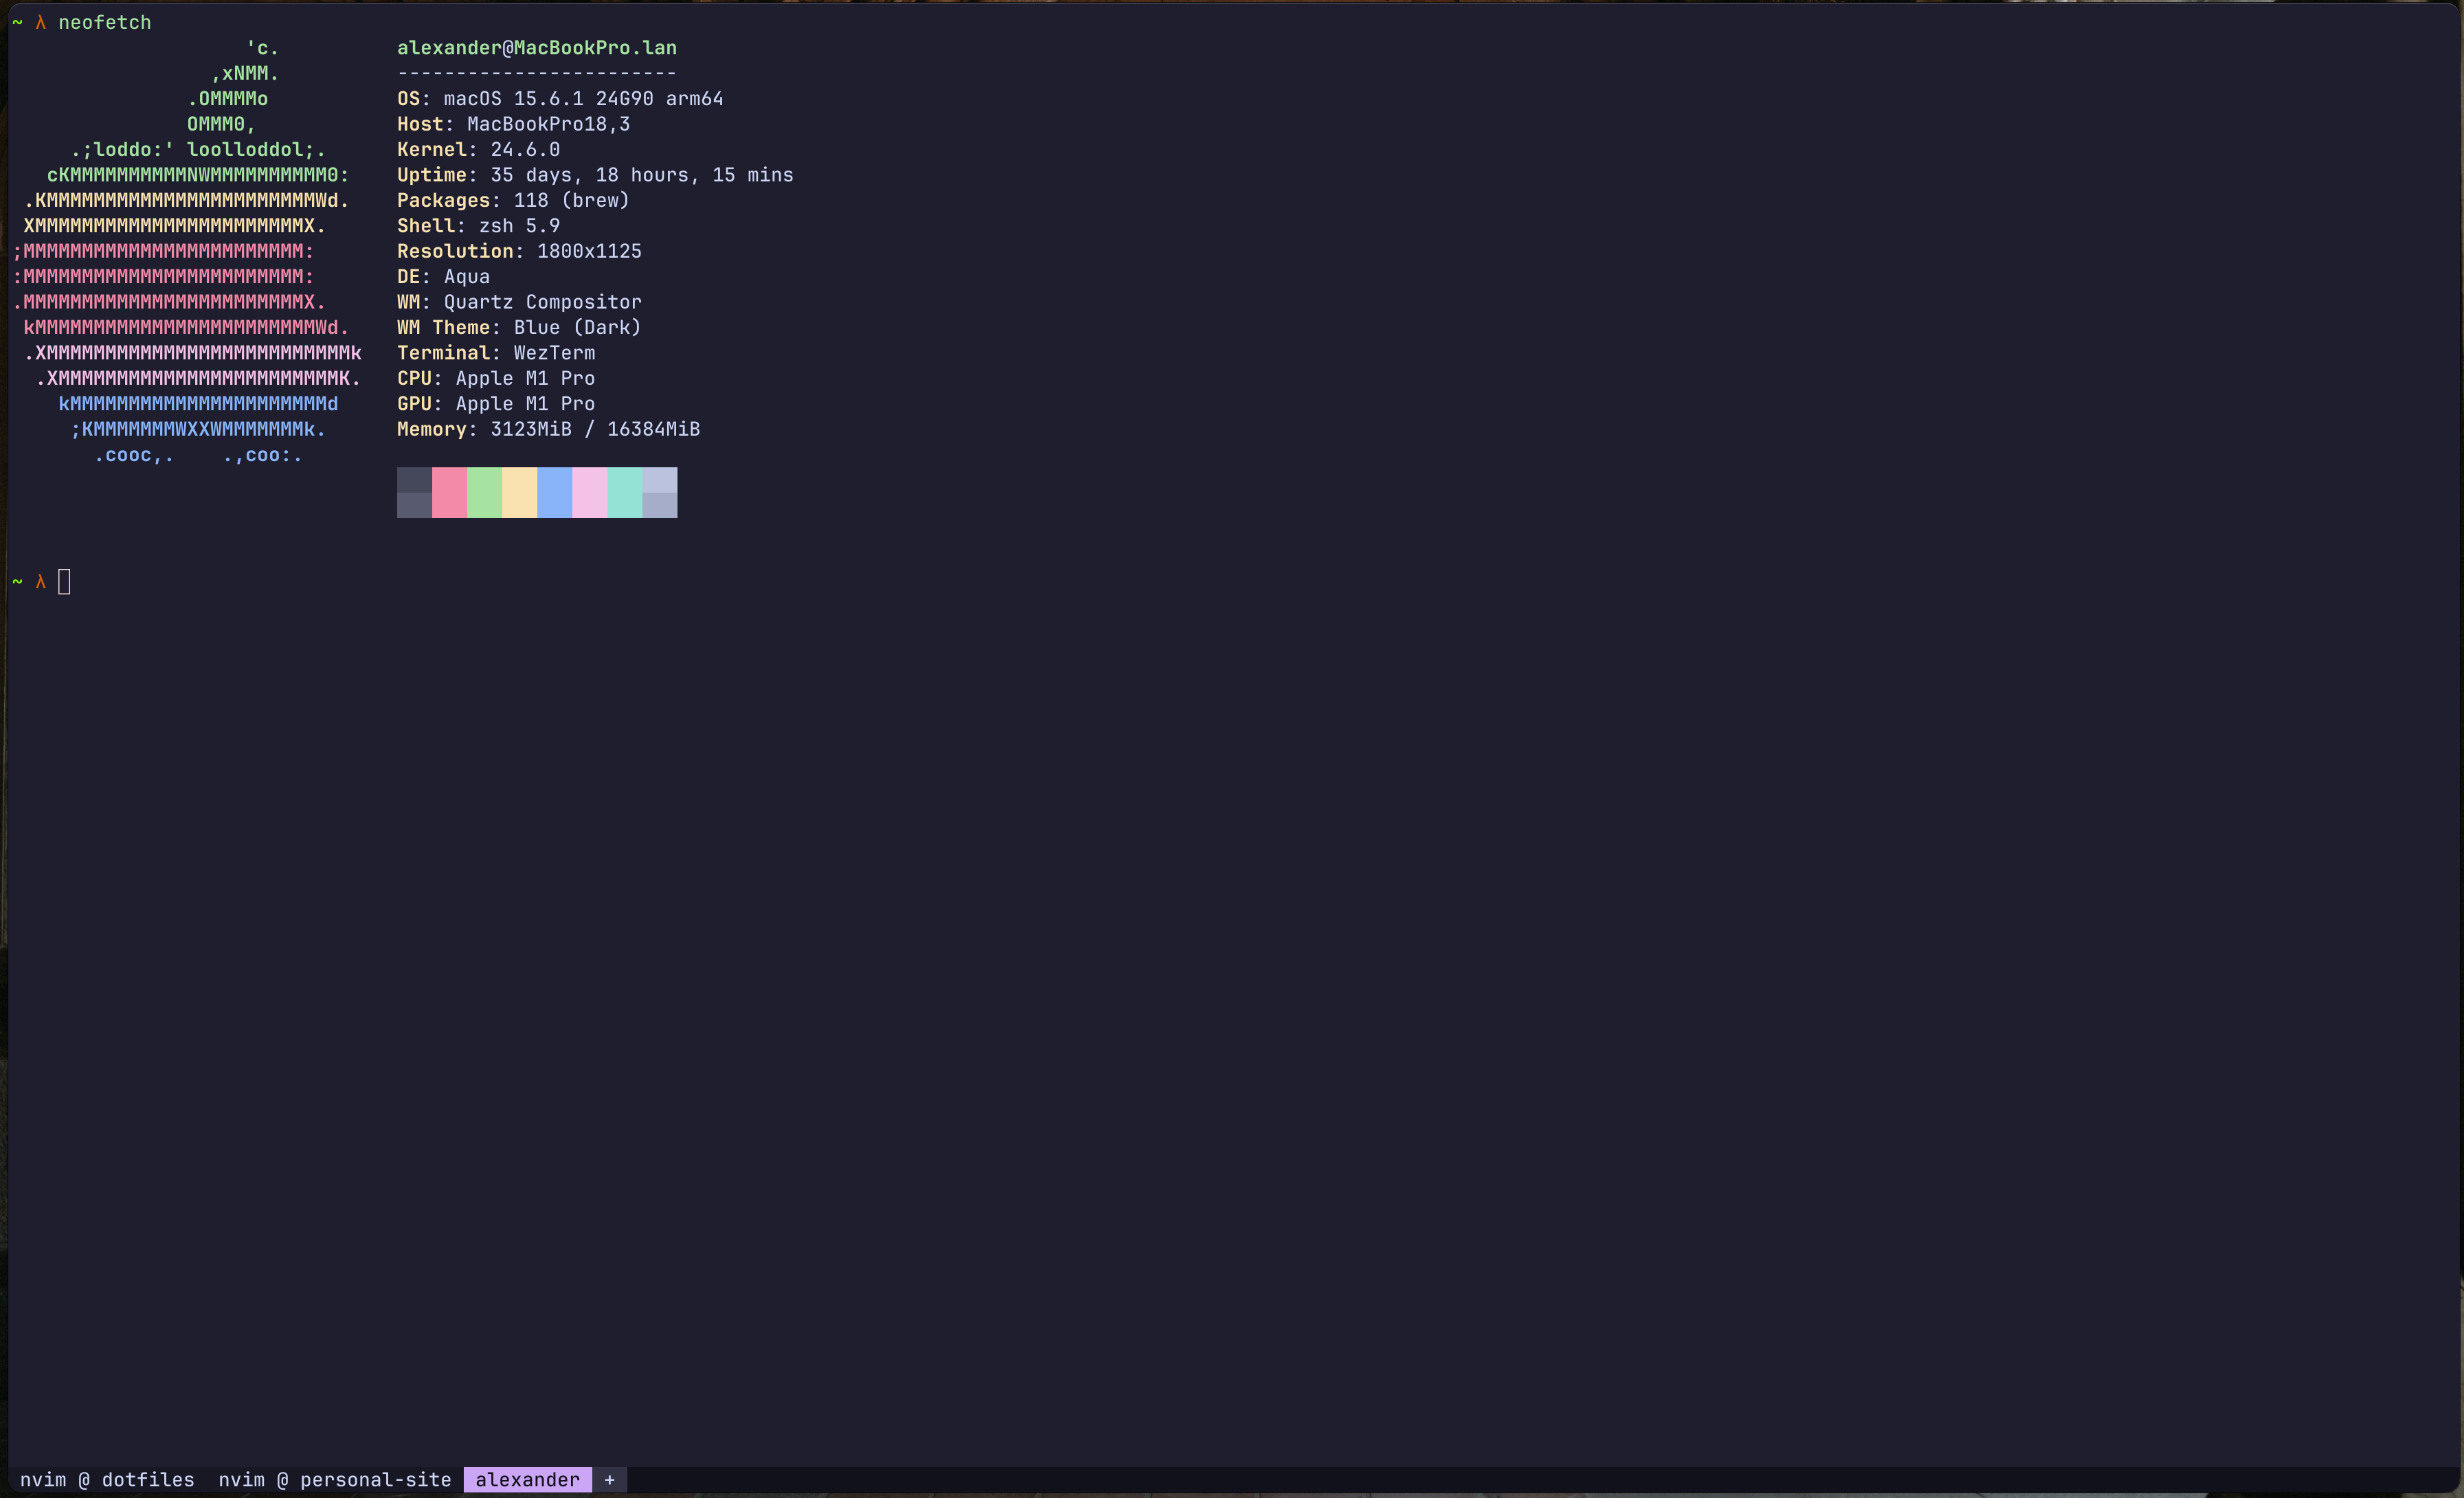 ~ λ neofetch
                    'c.          alexander@MacBookPro.lan
                 ,xNMM.          ------------------------
               .OMMMMo           OS: macOS 15.6.1 24G90 arm64
               OMMM0,            Host: MacBookPro18,3
     .;loddo:' loolloddol;.      Kernel: 24.6.0
   cKMMMMMMMMMMNWMMMMMMMMMM0:    Uptime: 35 days, 18 hours, 15 mins
 .KMMMMMMMMMMMMMMMMMMMMMMMWd.    Packages: 118 (brew)
 XMMMMMMMMMMMMMMMMMMMMMMMX.      Shell: zsh 5.9
;MMMMMMMMMMMMMMMMMMMMMMMM:       Resolution: 1800x1125
:MMMMMMMMMMMMMMMMMMMMMMMM:       DE: Aqua
.MMMMMMMMMMMMMMMMMMMMMMMMX.      WM: Quartz Compositor
 kMMMMMMMMMMMMMMMMMMMMMMMMWd.    WM Theme: Blue (Dark)
 .XMMMMMMMMMMMMMMMMMMMMMMMMMMk   Terminal: WezTerm
  .XMMMMMMMMMMMMMMMMMMMMMMMMK.   CPU: Apple M1 Pro
    kMMMMMMMMMMMMMMMMMMMMMMd     GPU: Apple M1 Pro
     ;KMMMMMMMWXXWMMMMMMMk.      Memory: 3123MiB / 16384MiB
       .cooc,.    .,coo:.
~ λ
nvim @ dotfiles  nvim @ personal-site  alexander  +